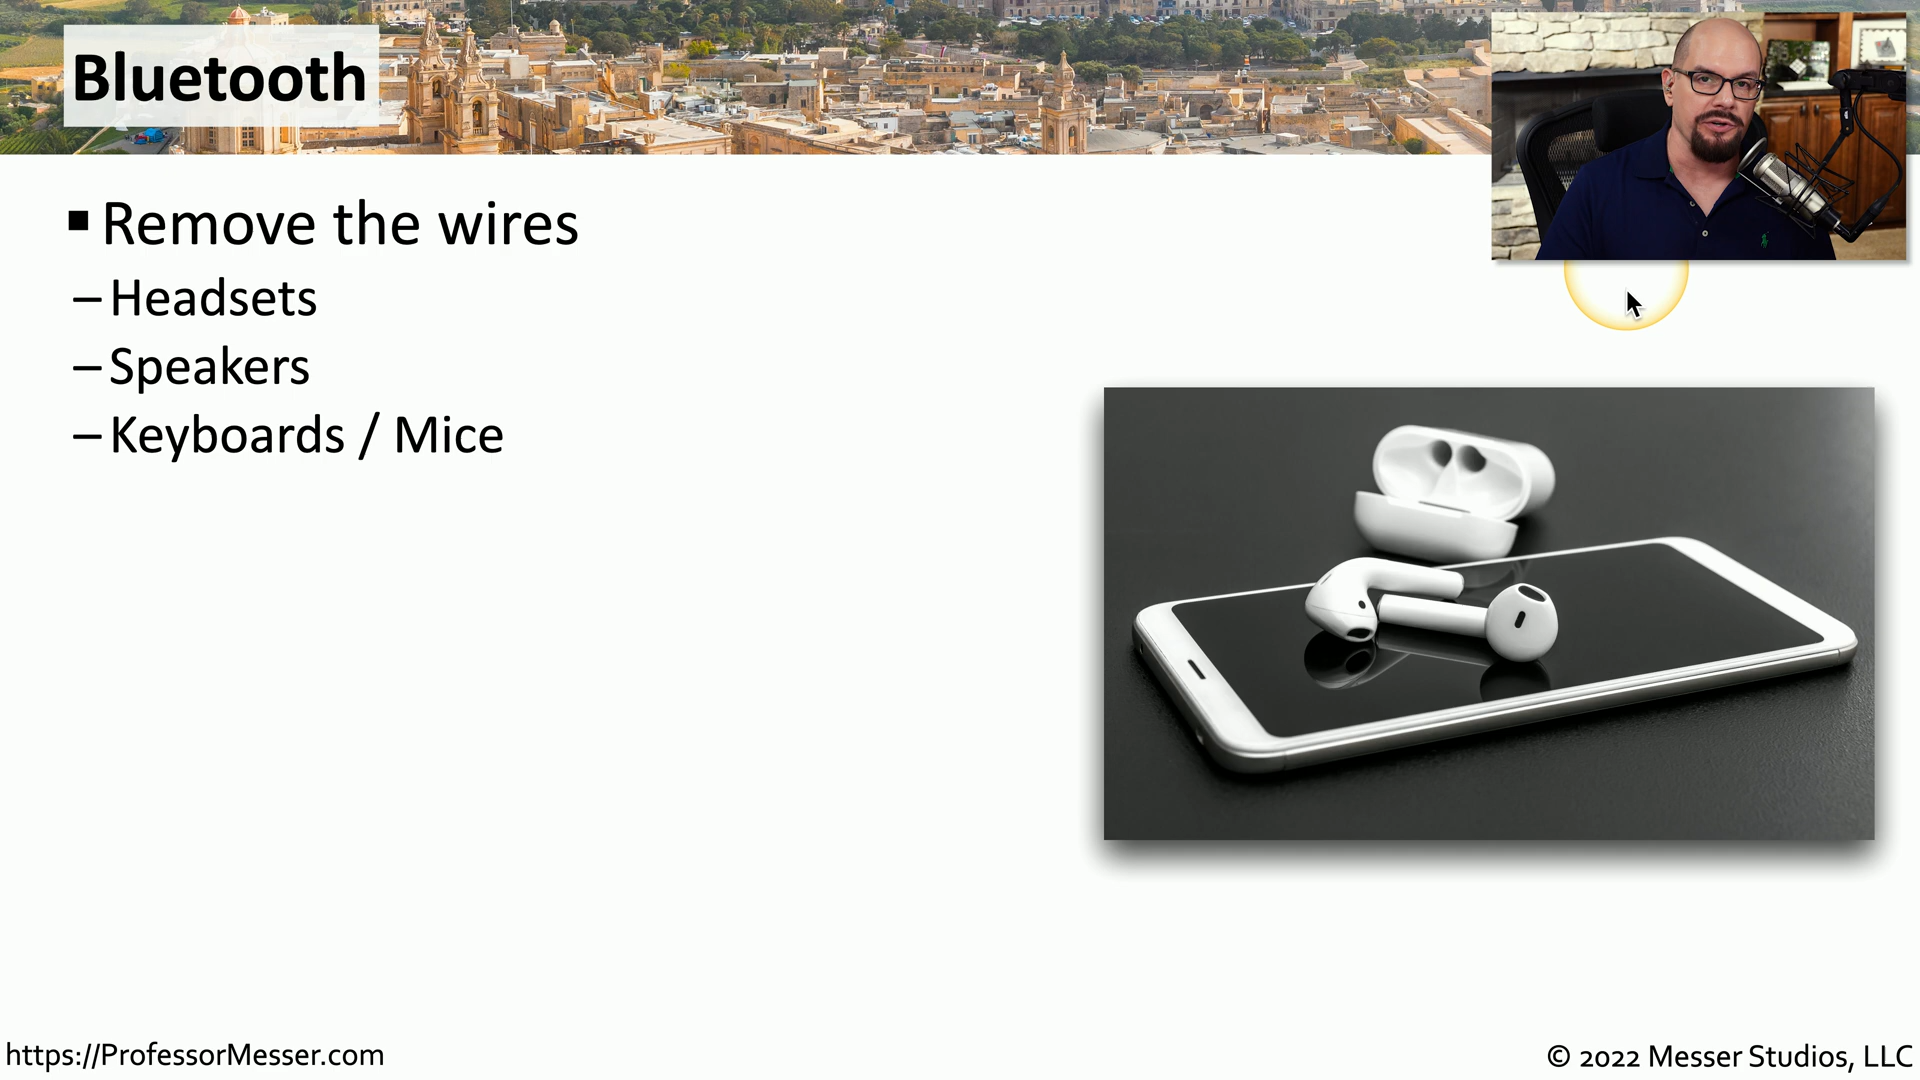 Bluetooth
▪ Remove the wires
– Headsets
– Speakers
– Keyboards / Mice
https://ProfessorMesser.com
© 2022 Messer Studios, LLC